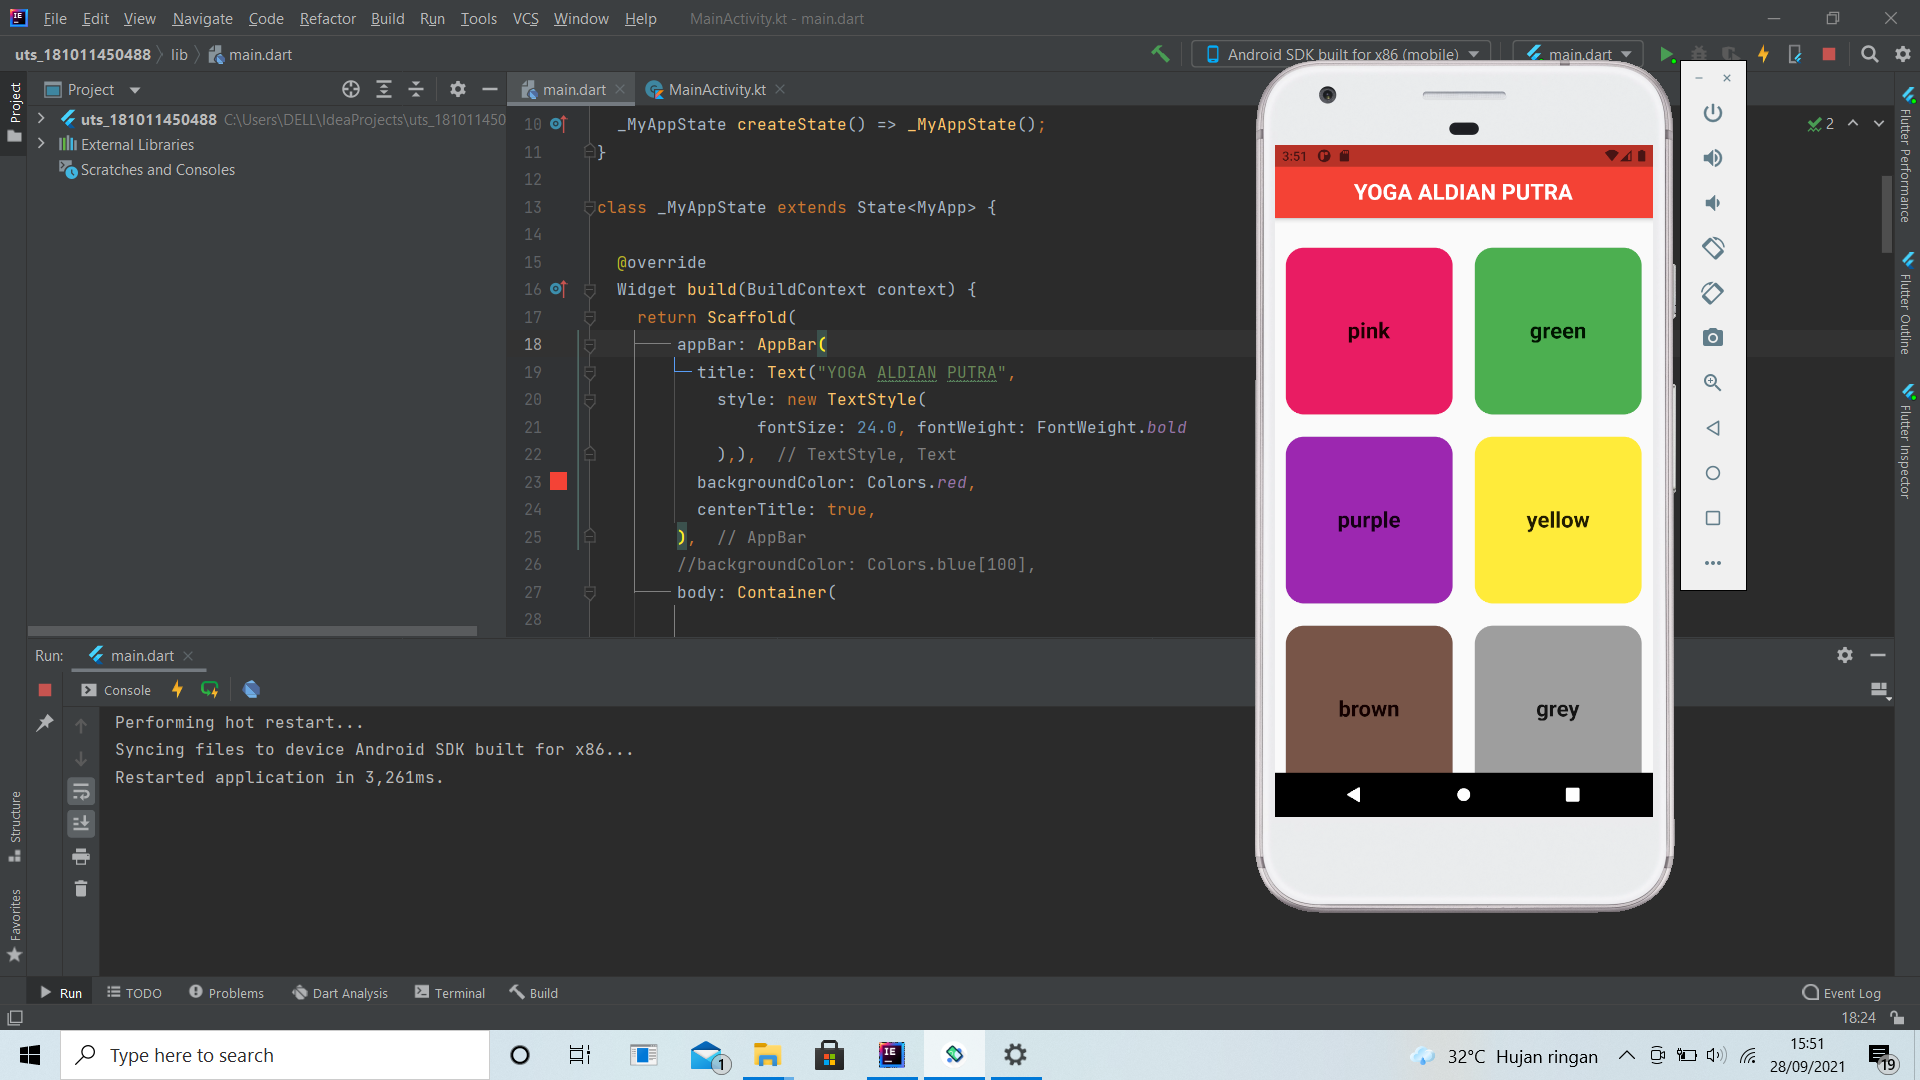 File Edit View Navigate Code Refactor Build Run Tools VCS Window Help MainActivity.kt - main.dart
uts_181011450488 lib main.dart
Android SDK built for x86 (mobile) main.dart
Project
main.dart MainActivity.kt
uts_181011450488 C:\Users\DELL\IdeaProjects\uts_181011450
External Libraries
Scratches and Consoles
10 _MyAppState createState() => _MyAppState();
11 }
12
13 class _MyAppState extends State<MyApp> {
14
15 @override
16 Widget build(BuildContext context) {
17 return Scaffold(
18 appBar: AppBar(
19 title: Text("YOGA ALDIAN PUTRA",
20 style: new TextStyle(
21 fontSize: 24.0, fontWeight: FontWeight.bold
22 ),), // TextStyle, Text
23 backgroundColor: Colors.red,
24 centerTitle: true,
25 ), // AppBar
26 //backgroundColor: Colors.blue[100],
27 body: Container(
28
2
3:51
YOGA ALDIAN PUTRA
pink
green
purple
yellow
brown
grey
Project
Structure
Favorites
Flutter Performance
Flutter Outline
Flutter Inspector
Run: main.dart
Console
Performing hot restart...
Syncing files to device Android SDK built for x86...
Restarted application in 3,261ms.
Run TODO Problems Dart Analysis Terminal Build Event Log
18:24
Type here to search
1
32°C Hujan ringan
15:51
28/09/2021
19